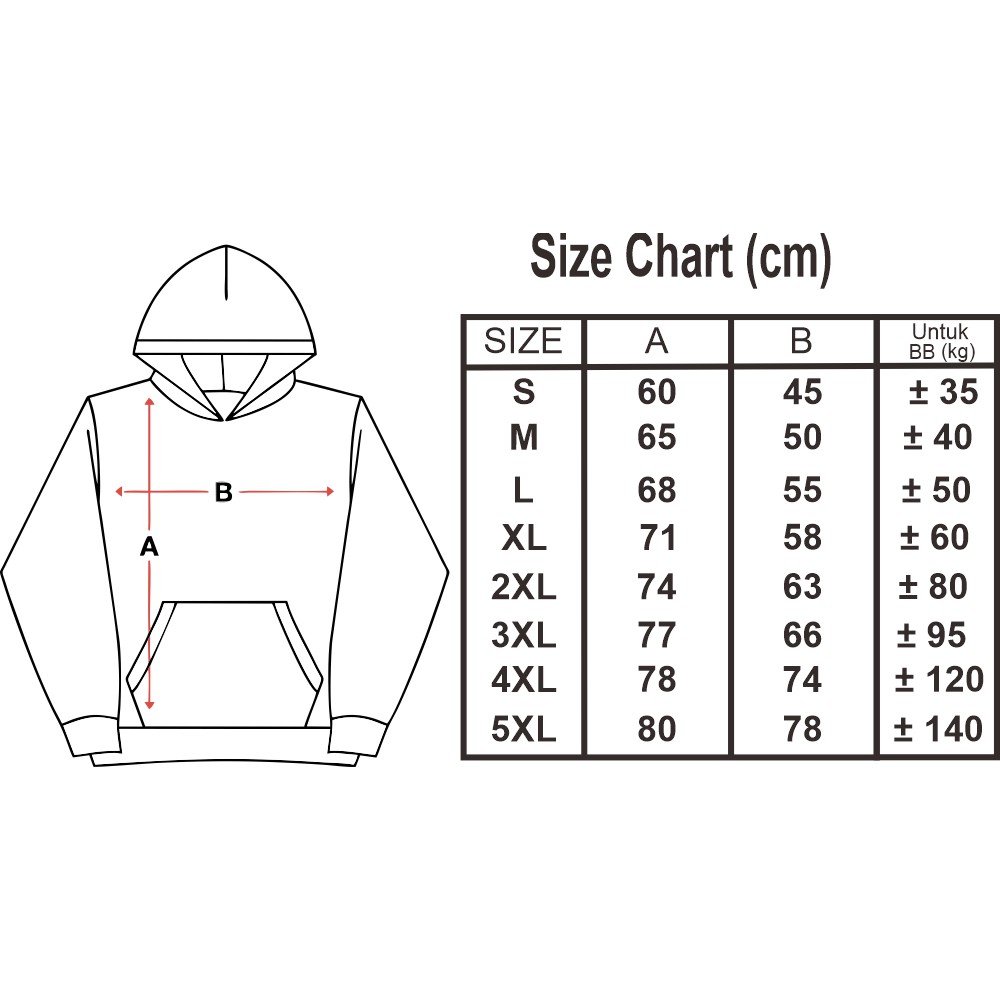 Size Chart (cm)
SIZE A B Untuk BB (kg)
S 60 45 ± 35
M 65 50 ± 40
L 68 55 ± 50
XL 71 58 ± 60
2XL 74 63 ± 80
3XL 77 66 ± 95
4XL 78 74 ± 120
5XL 80 78 ± 140
B
A